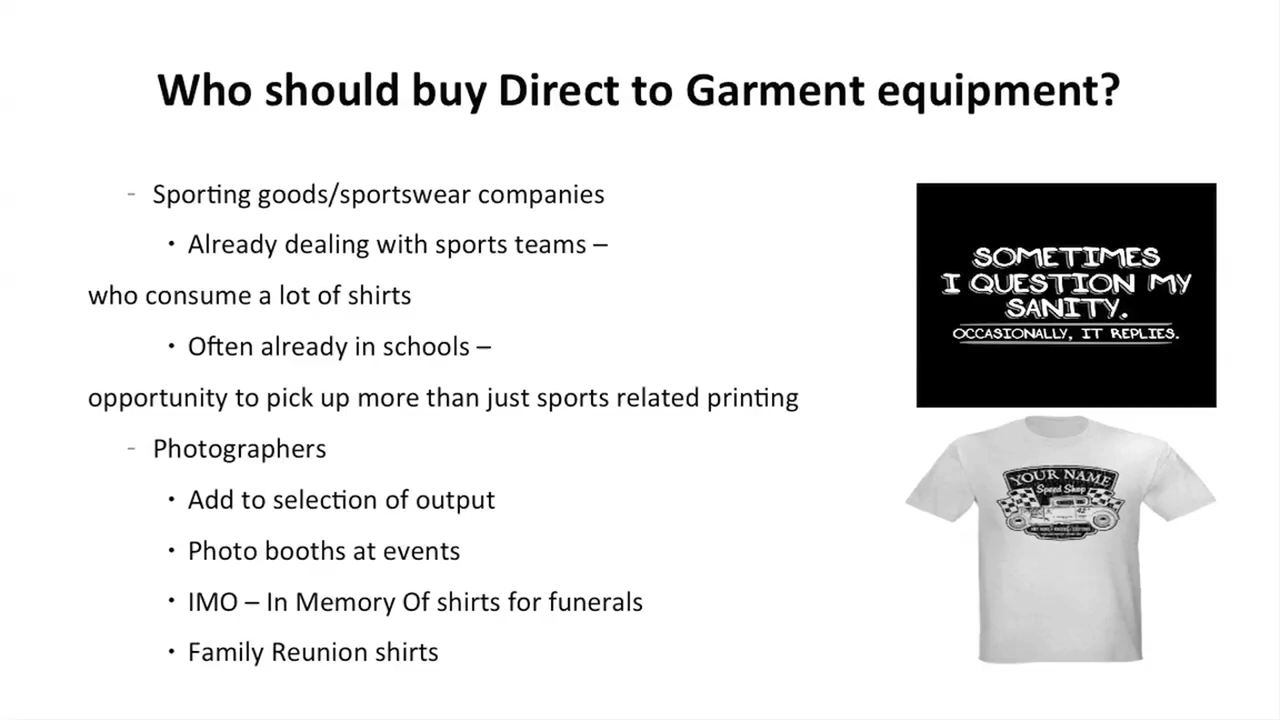 Who should buy Direct to Garment equipment?
- Sporting goods/sportswear companies
• Already dealing with sports teams –
who consume a lot of shirts
• Often already in schools –
opportunity to pick up more than just sports related printing
- Photographers
• Add to selection of output
• Photo booths at events
• IMO – In Memory Of shirts for funerals
• Family Reunion shirts
SOMETIMES
I QUESTION MY
SANITY.
OCCASIONALLY, IT REPLIES.
YOUR NAME
Speed Shop